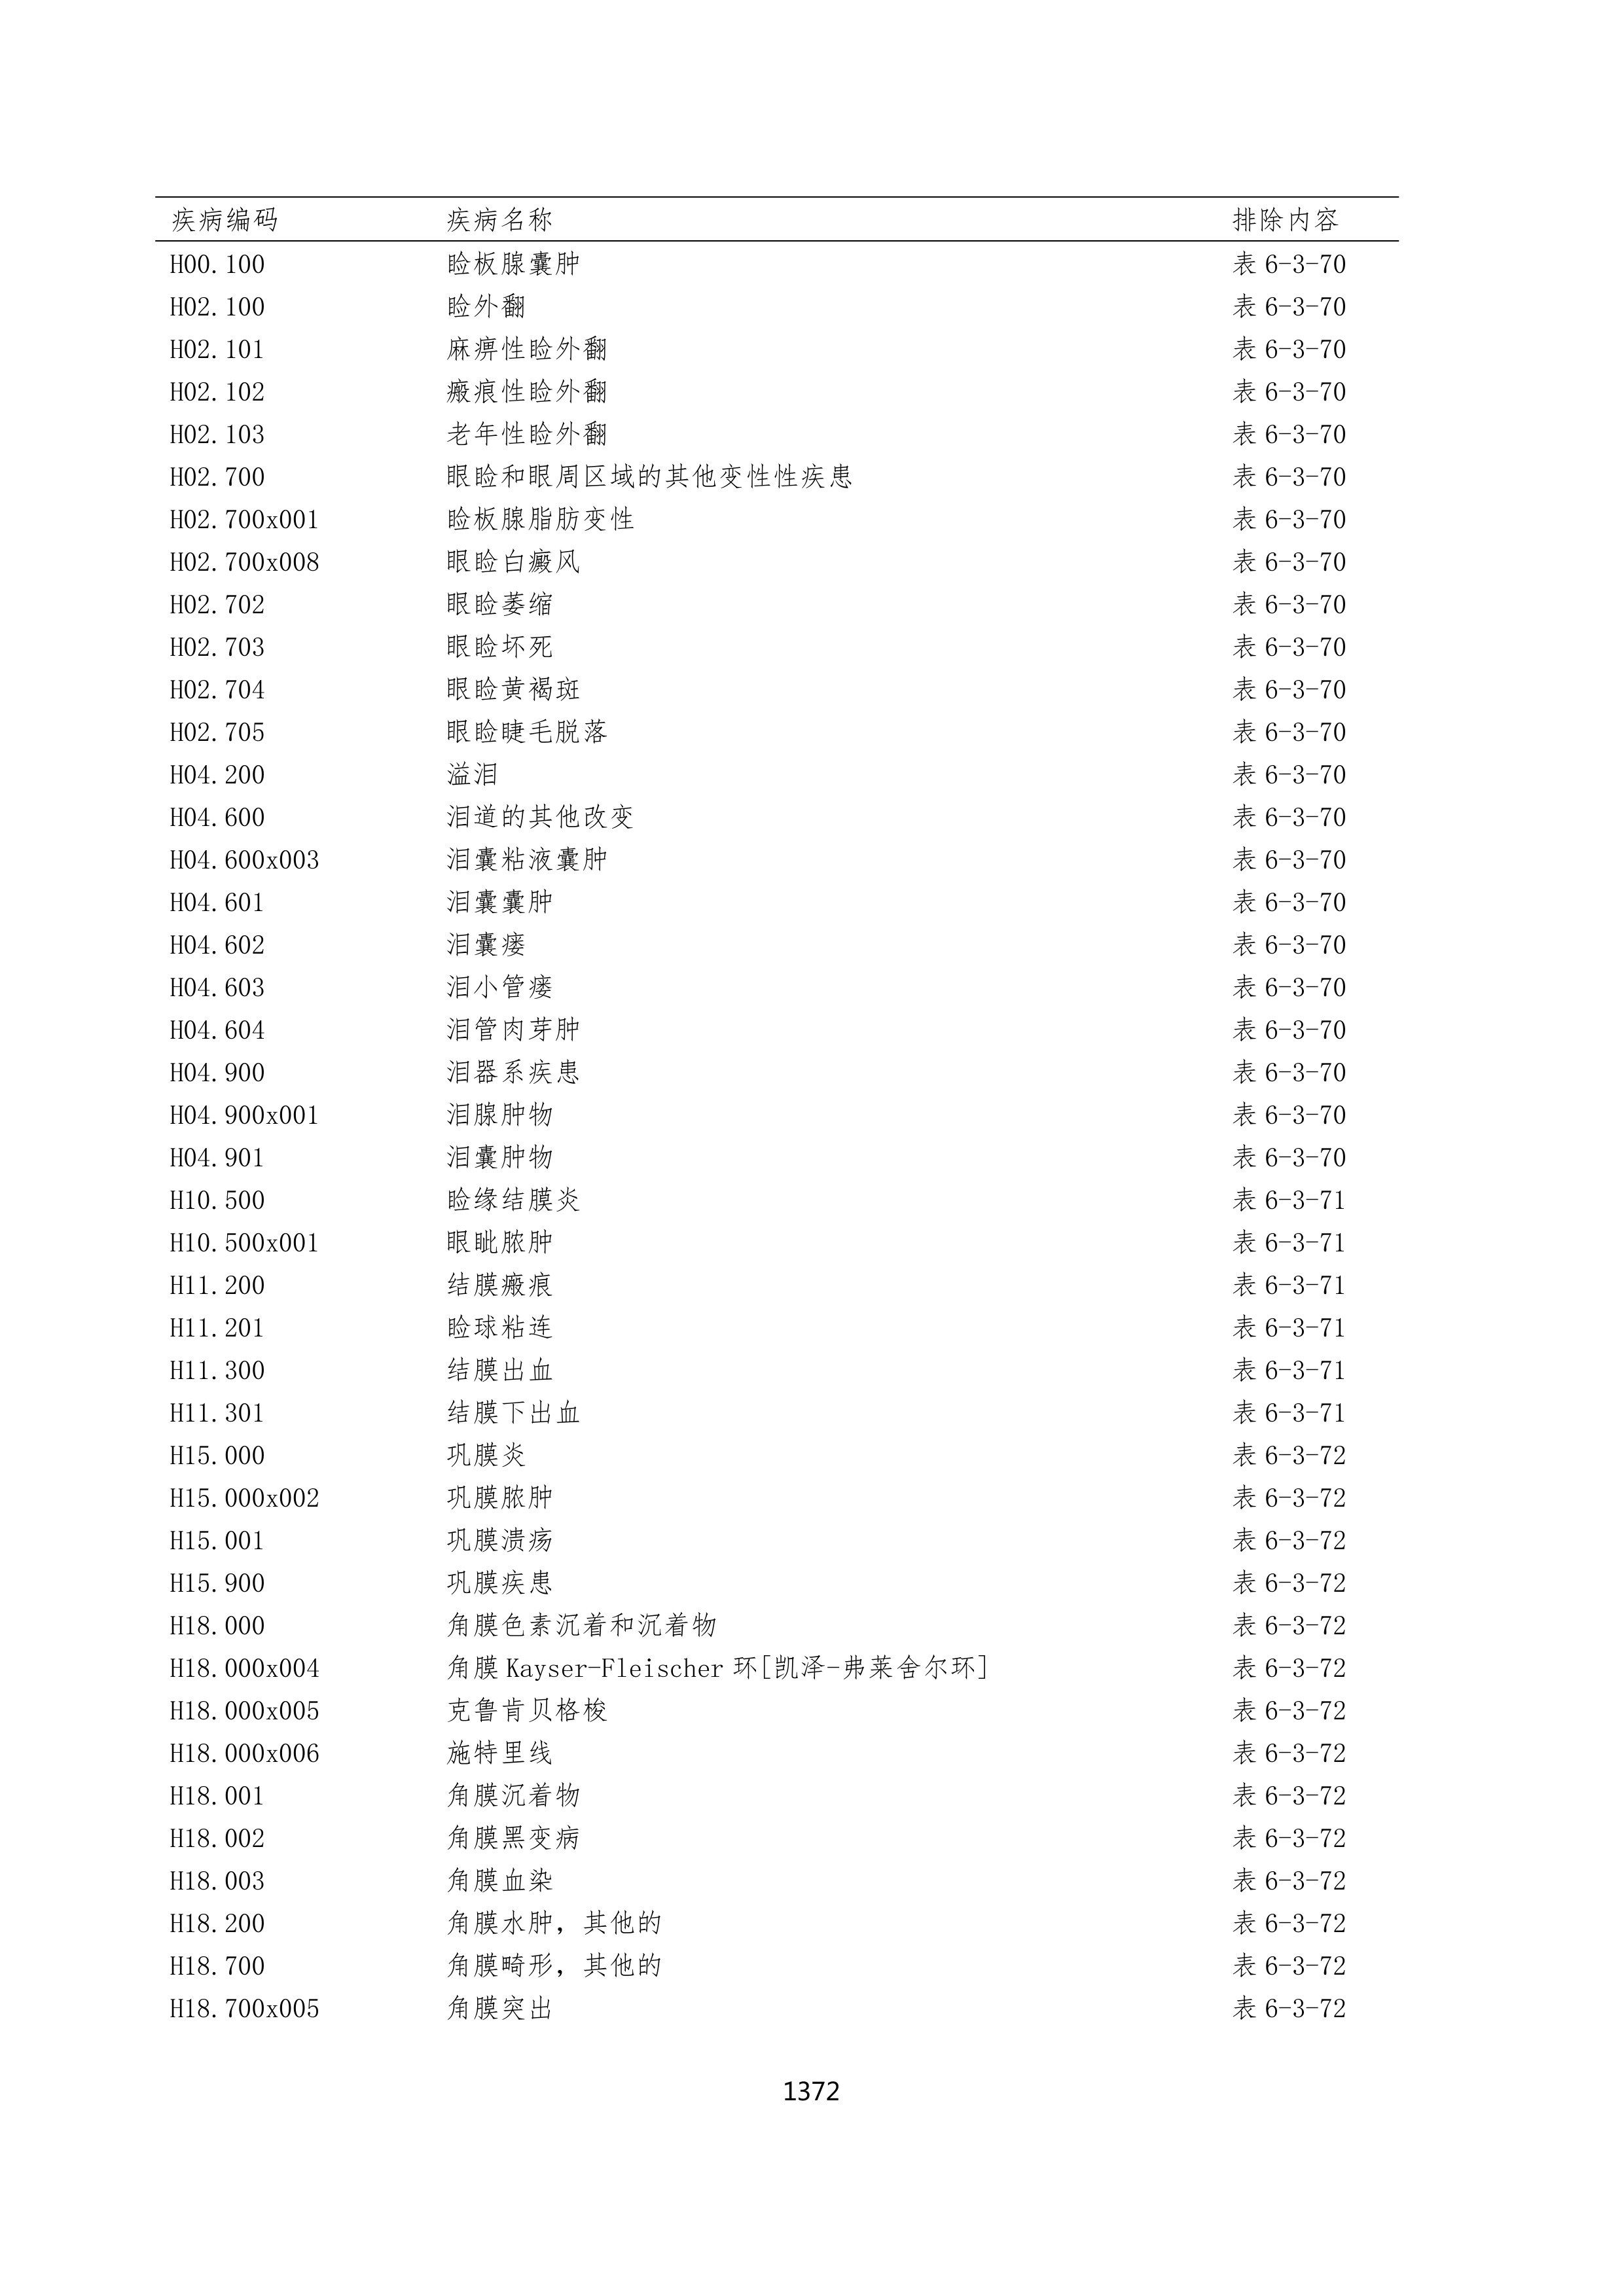 疾病编码 疾病名称 排除内容
H00.100 睑板腺囊肿 表 6-3-70
H02.100 睑外翻 表 6-3-70
H02.101 麻痹性睑外翻 表 6-3-70
H02.102 瘢痕性睑外翻 表 6-3-70
H02.103 老年性睑外翻 表 6-3-70
H02.700 眼睑和眼周区域的其他变性性疾患 表 6-3-70
H02.700x001 睑板腺脂肪变性 表 6-3-70
H02.700x008 眼睑白癜风 表 6-3-70
H02.702 眼睑萎缩 表 6-3-70
H02.703 眼睑坏死 表 6-3-70
H02.704 眼睑黄褐斑 表 6-3-70
H02.705 眼睑睫毛脱落 表 6-3-70
H04.200 溢泪 表 6-3-70
H04.600 泪道的其他改变 表 6-3-70
H04.600x003 泪囊粘液囊肿 表 6-3-70
H04.601 泪囊囊肿 表 6-3-70
H04.602 泪囊瘘 表 6-3-70
H04.603 泪小管瘘 表 6-3-70
H04.604 泪管肉芽肿 表 6-3-70
H04.900 泪器系疾患 表 6-3-70
H04.900x001 泪腺肿物 表 6-3-70
H04.901 泪囊肿物 表 6-3-70
H10.500 睑缘结膜炎 表 6-3-71
H10.500x001 眼眦脓肿 表 6-3-71
H11.200 结膜瘢痕 表 6-3-71
H11.201 睑球粘连 表 6-3-71
H11.300 结膜出血 表 6-3-71
H11.301 结膜下出血 表 6-3-71
H15.000 巩膜炎 表 6-3-72
H15.000x002 巩膜脓肿 表 6-3-72
H15.001 巩膜溃疡 表 6-3-72
H15.900 巩膜疾患 表 6-3-72
H18.000 角膜色素沉着和沉着物 表 6-3-72
H18.000x004 角膜 Kayser-Fleischer 环[凯泽-弗莱舍尔环] 表 6-3-72
H18.000x005 克鲁肯贝格梭 表 6-3-72
H18.000x006 施特里线 表 6-3-72
H18.001 角膜沉着物 表 6-3-72
H18.002 角膜黑变病 表 6-3-72
H18.003 角膜血染 表 6-3-72
H18.200 角膜水肿，其他的 表 6-3-72
H18.700 角膜畸形，其他的 表 6-3-72
H18.700x005 角膜突出 表 6-3-72
1372